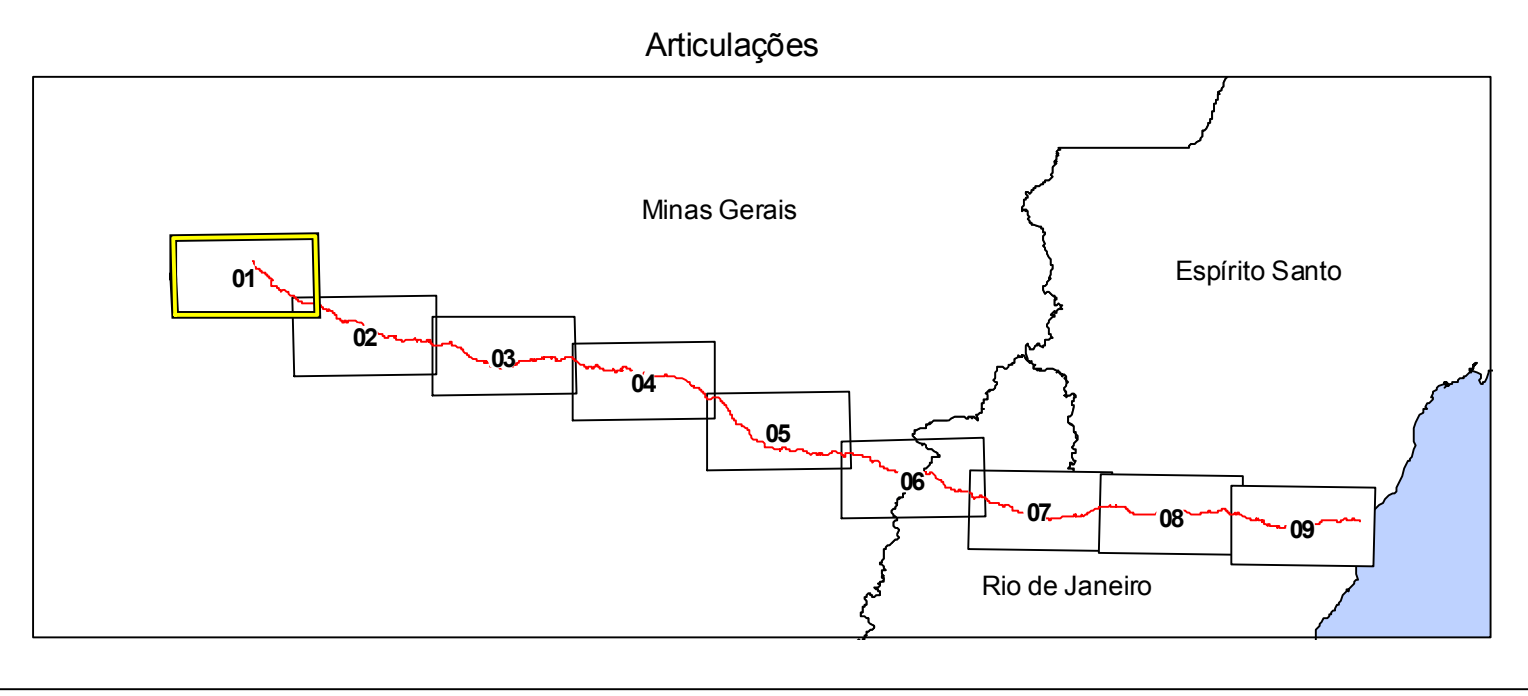 Articulações
Minas Gerais
Espírito Santo
01
02
03
04
05
06
07
08
09
Rio de Janeiro